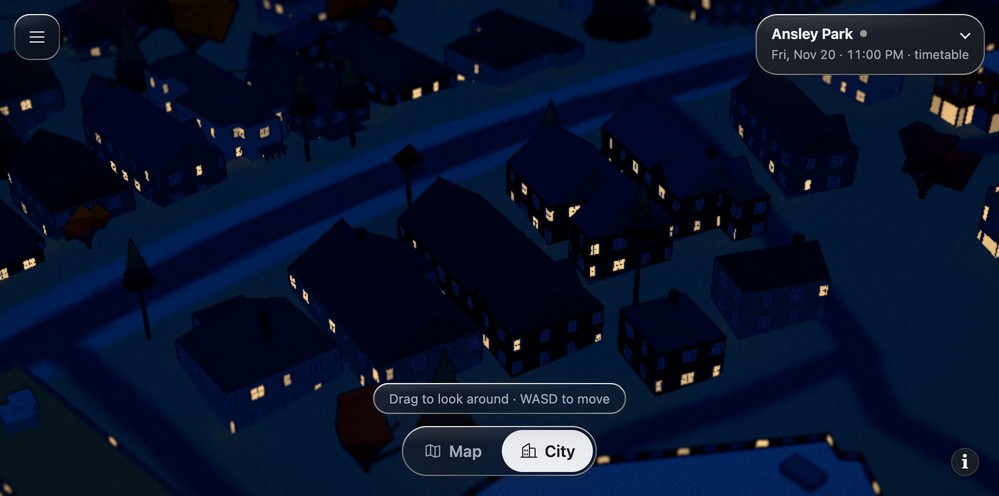 Ansley Park
Fri, Nov 20 · 11:00 PM · timetable
Drag to look around · WASD to move
Map
City
i